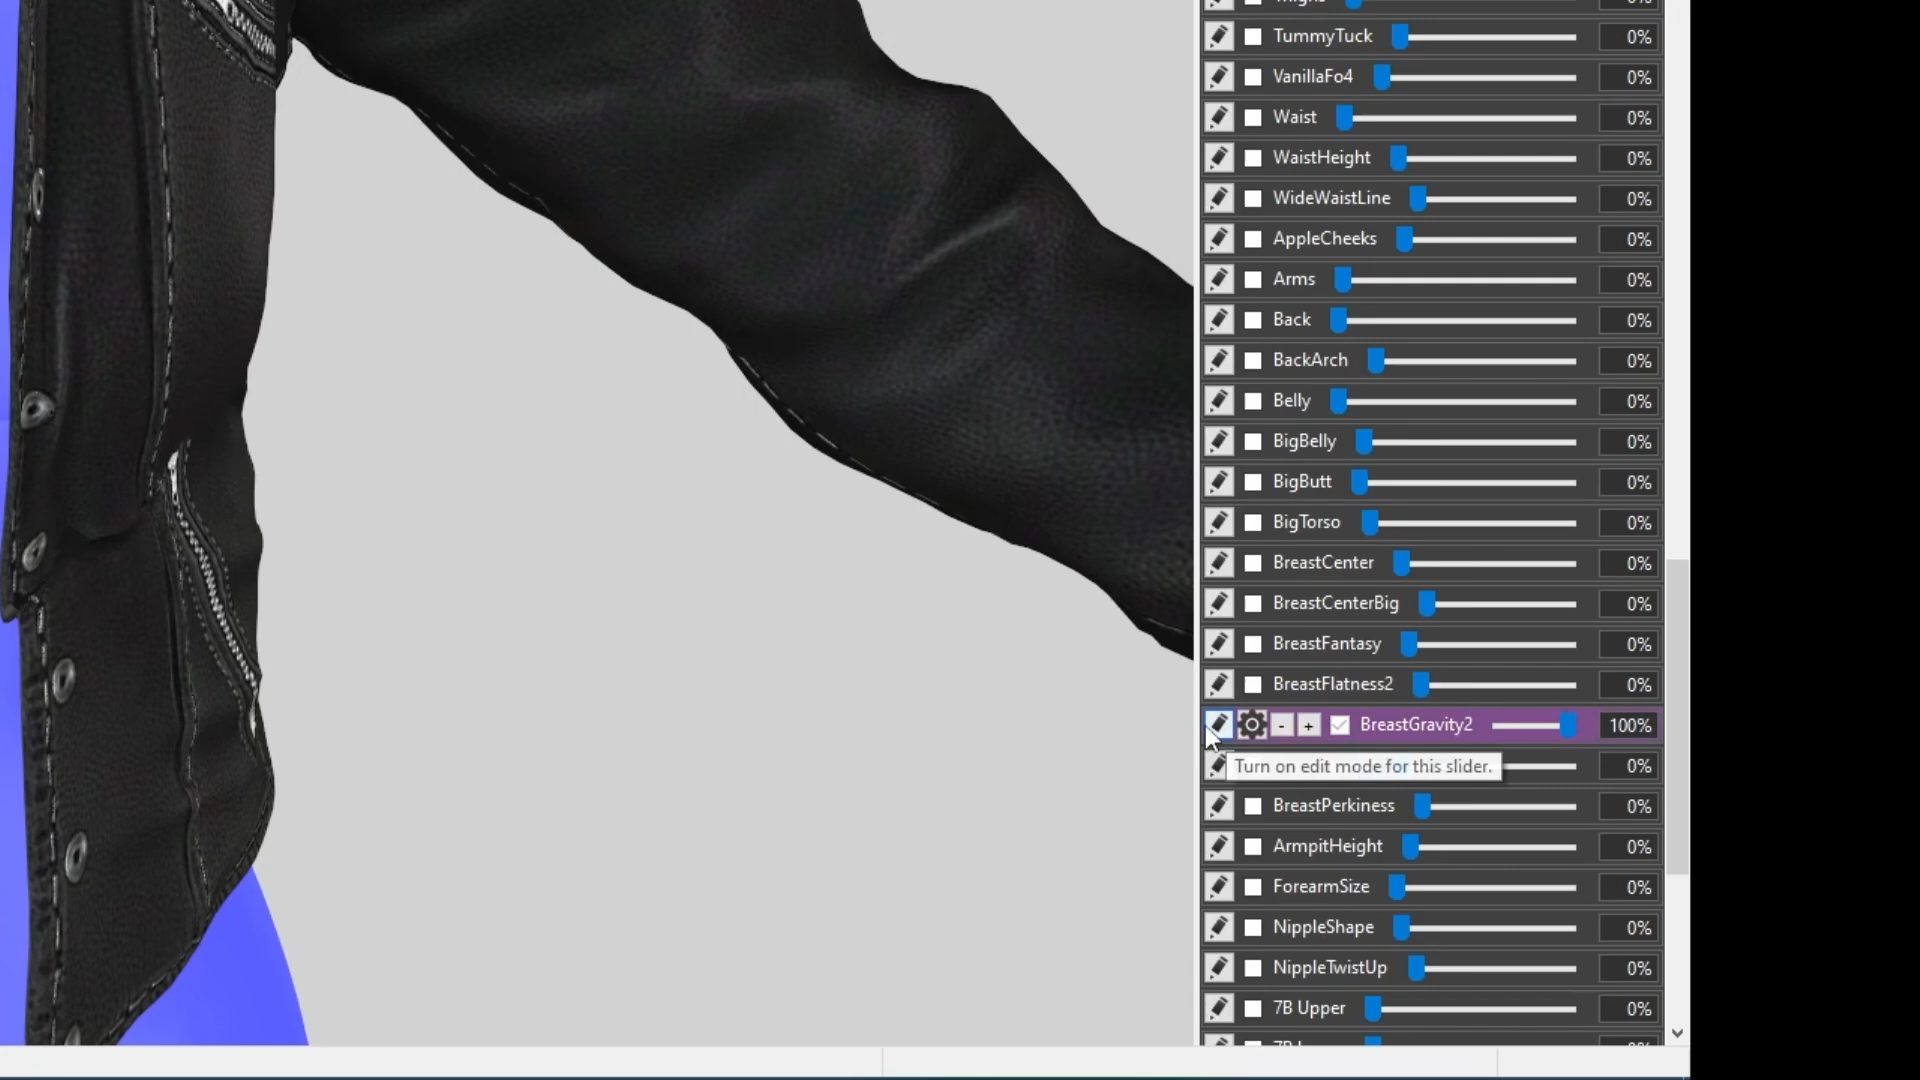 TummyTuck 0%
VanillaFo4 0%
Waist 0%
WaistHeight 0%
WideWaistLine 0%
AppleCheeks 0%
Arms 0%
Back 0%
BackArch 0%
Belly 0%
BigBelly 0%
BigButt 0%
BigTorso 0%
BreastCenter 0%
BreastCenterBig 0%
BreastFantasy 0%
BreastFlatness2 0%
- + BreastGravity2 100%
Turn on edit mode for this slider. 0%
BreastPerkiness 0%
ArmpitHeight 0%
ForearmSize 0%
NippleShape 0%
NippleTwistUp 0%
7B Upper 0%